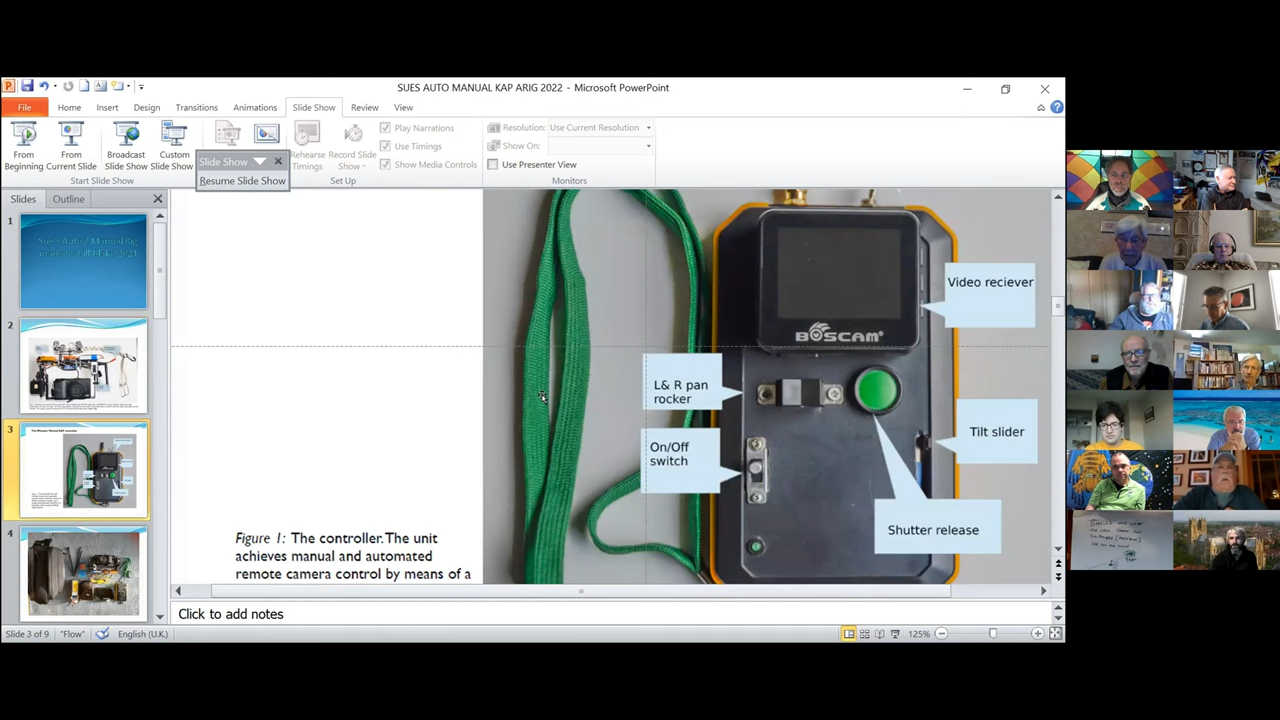 SUES AUTO MANUAL KAP ARIG 2022 - Microsoft PowerPoint
File Home Insert Design Transitions Animations Slide Show Review View
From Beginning
From Current Slide
Broadcast Slide Show
Custom Slide Show
Start Slide Show
Slide Show
Resume Slide Show
Rehearse Timings
Record Slide Show
Play Narrations
Use Timings
Show Media Controls
Set Up
Resolution: Use Current Resolution
Show On:
Use Presenter View
Monitors
Slides Outline
1
2
3
4
Video reciever
BOSCAM
L& R pan
rocker
On/Off
switch
Tilt slider
Shutter release
Figure 1: The controller. The unit
achieves manual and automated
remote camera control by means of a
Click to add notes
Slide 3 of 9 "Flow" English (U.K.) 125%